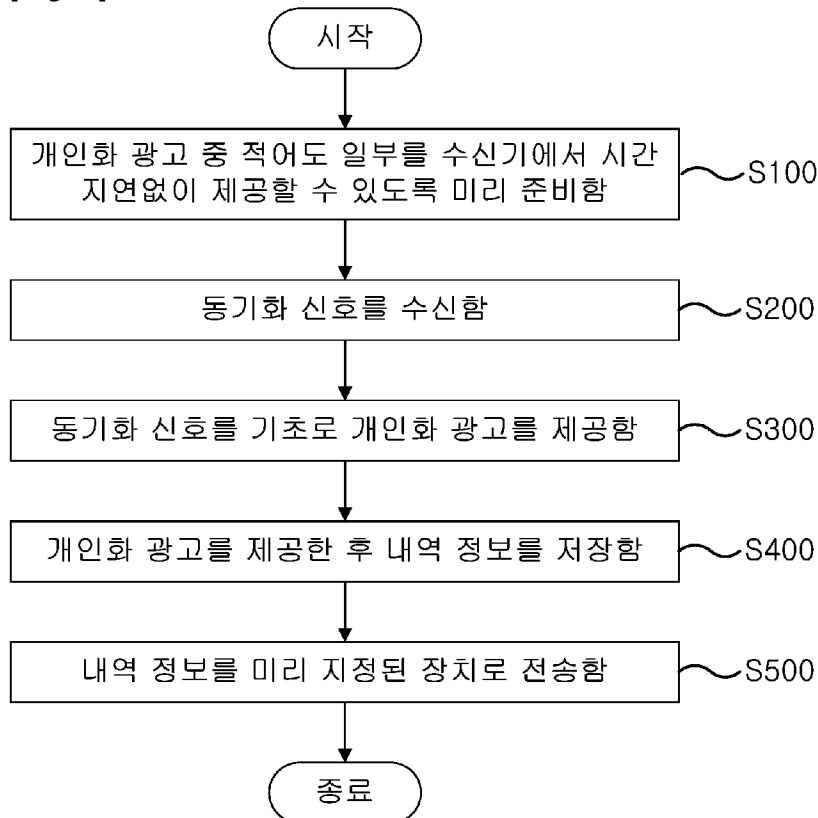 시작
개인화 광고 중 적어도 일부를 수신기에서 시간
지연없이 제공할 수 있도록 미리 준비함
S100
동기화 신호를 수신함
S200
동기화 신호를 기초로 개인화 광고를 제공함
S300
개인화 광고를 제공한 후 내역 정보를 저장함
S400
내역 정보를 미리 지정된 장치로 전송함
S500
종료